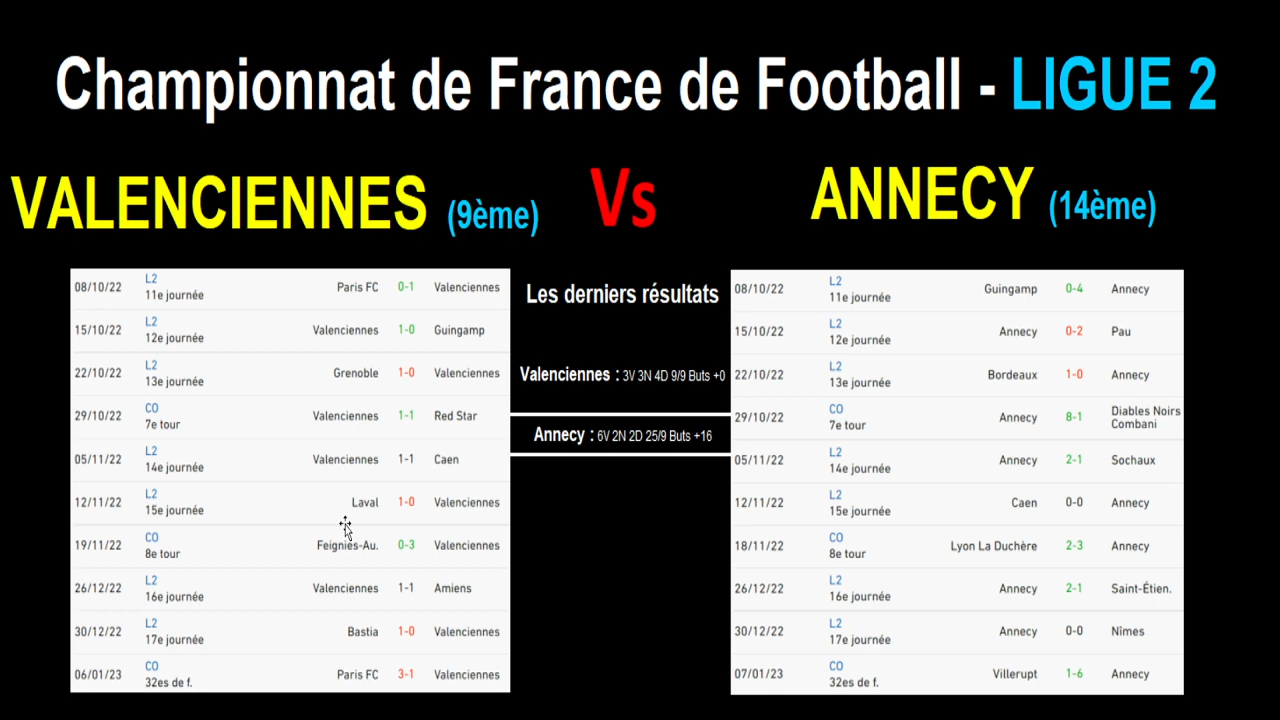 Championnat de France de Football - LIGUE 2
VALENCIENNES (9ème) Vs ANNECY (14ème)
08/10/22 L2 11e journée Paris FC 0-1 Valenciennes
15/10/22 L2 12e journée Valenciennes 1-0 Guingamp
22/10/22 L2 13e journée Grenoble 1-0 Valenciennes
29/10/22 CO 7e tour Valenciennes 1-1 Red Star
05/11/22 L2 14e journée Valenciennes 1-1 Caen
12/11/22 L2 15e journée Laval 1-0 Valenciennes
19/11/22 CO 8e tour Feignies-Au. 0-3 Valenciennes
26/12/22 L2 16e journée Valenciennes 1-1 Amiens
30/12/22 L2 17e journée Bastia 1-0 Valenciennes
06/01/23 CO 32es de f. Paris FC 3-1 Valenciennes
Les derniers résultats
Valenciennes : 3V 3N 4D 9/9 Buts +0
Annecy : 6V 2N 2D 25/9 Buts +16
08/10/22 L2 11e journée Guingamp 0-4 Annecy
15/10/22 L2 12e journée Annecy 0-2 Pau
22/10/22 L2 13e journée Bordeaux 1-0 Annecy
29/10/22 CO 7e tour Annecy 8-1 Diables Noirs Combani
05/11/22 L2 14e journée Annecy 2-1 Sochaux
12/11/22 L2 15e journée Caen 0-0 Annecy
18/11/22 CO 8e tour Lyon La Duchère 2-3 Annecy
26/12/22 L2 16e journée Annecy 2-1 Saint-Étien.
30/12/22 L2 17e journée Annecy 0-0 Nîmes
07/01/23 CO 32es de f. Villerupt 1-6 Annecy